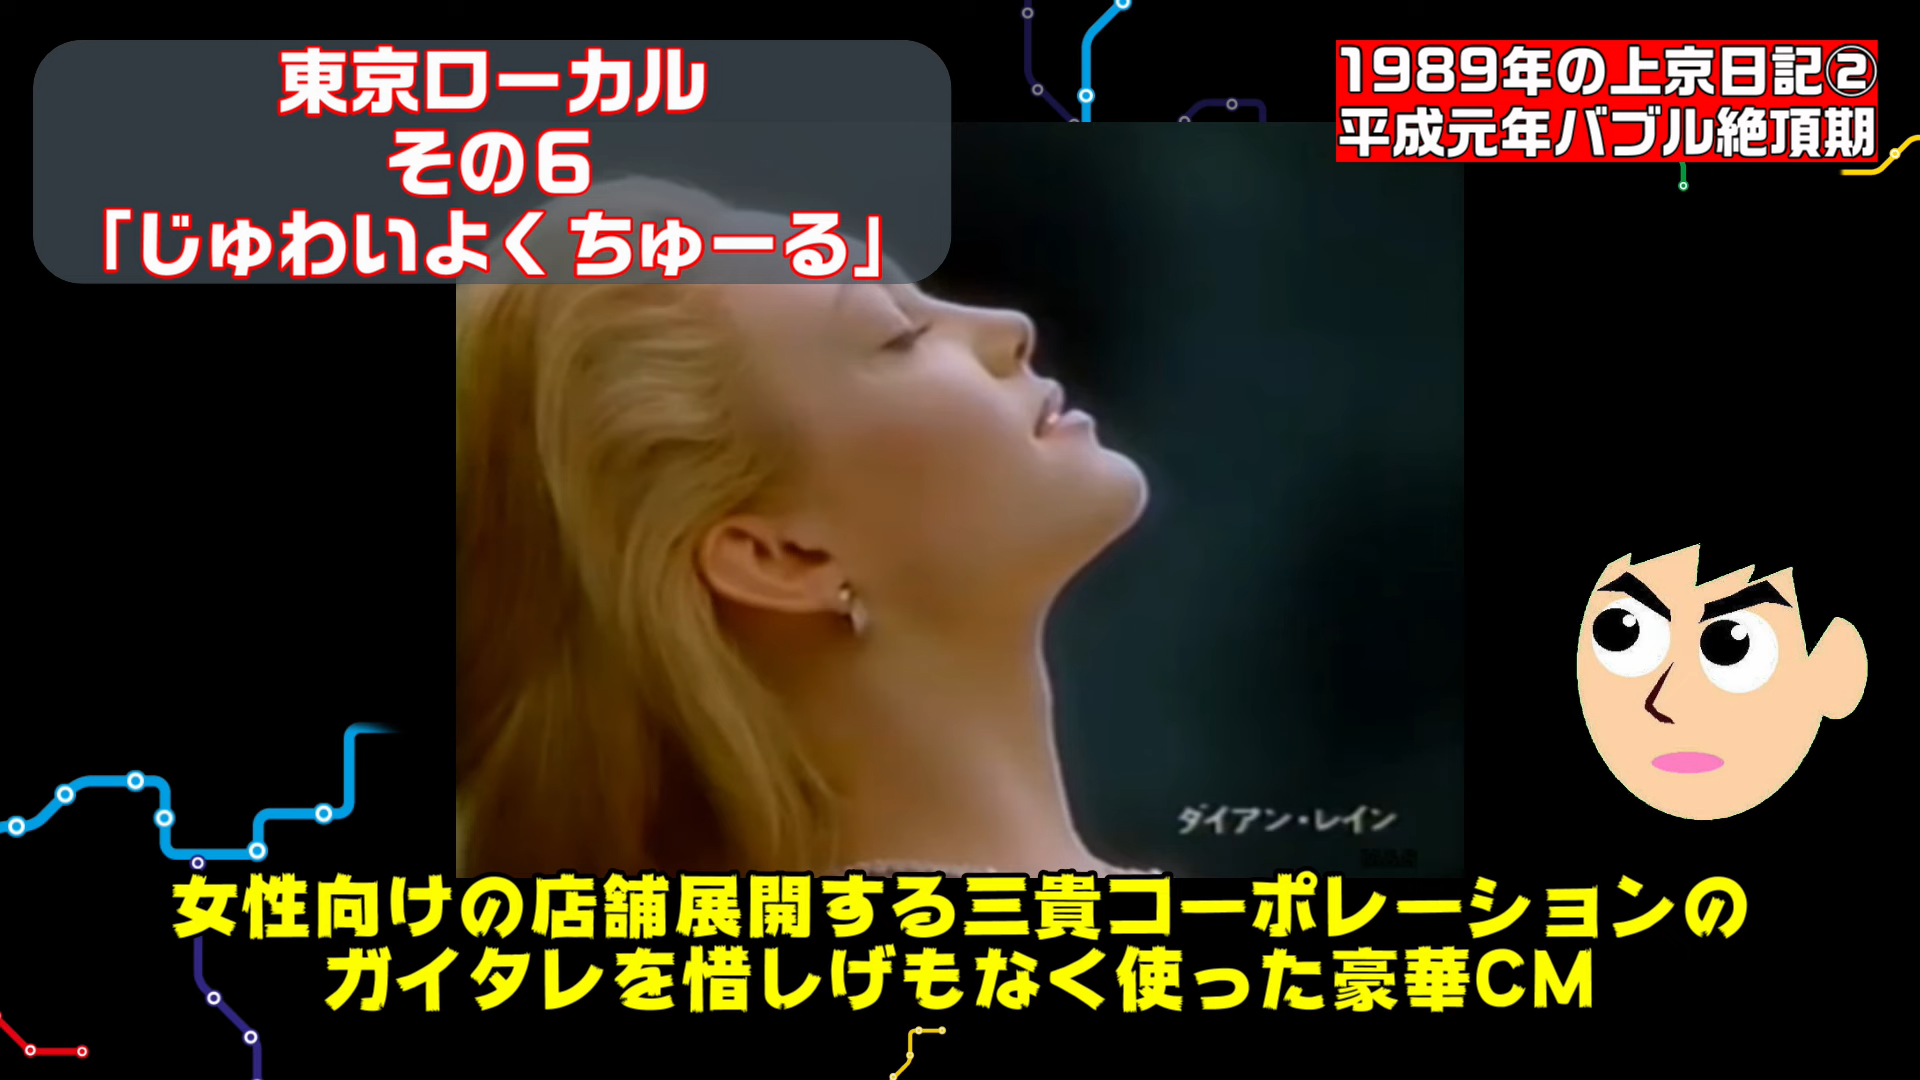 東京ローカル
その６
「じゅわいよく ちゅーる」
1989年の上京日記②
平成元年バブル絶頂期
ダイアン・レイン
女性向けの店舗展開する三貴コーポレーションの
ガイタレを惜しげもなく使った豪華CM